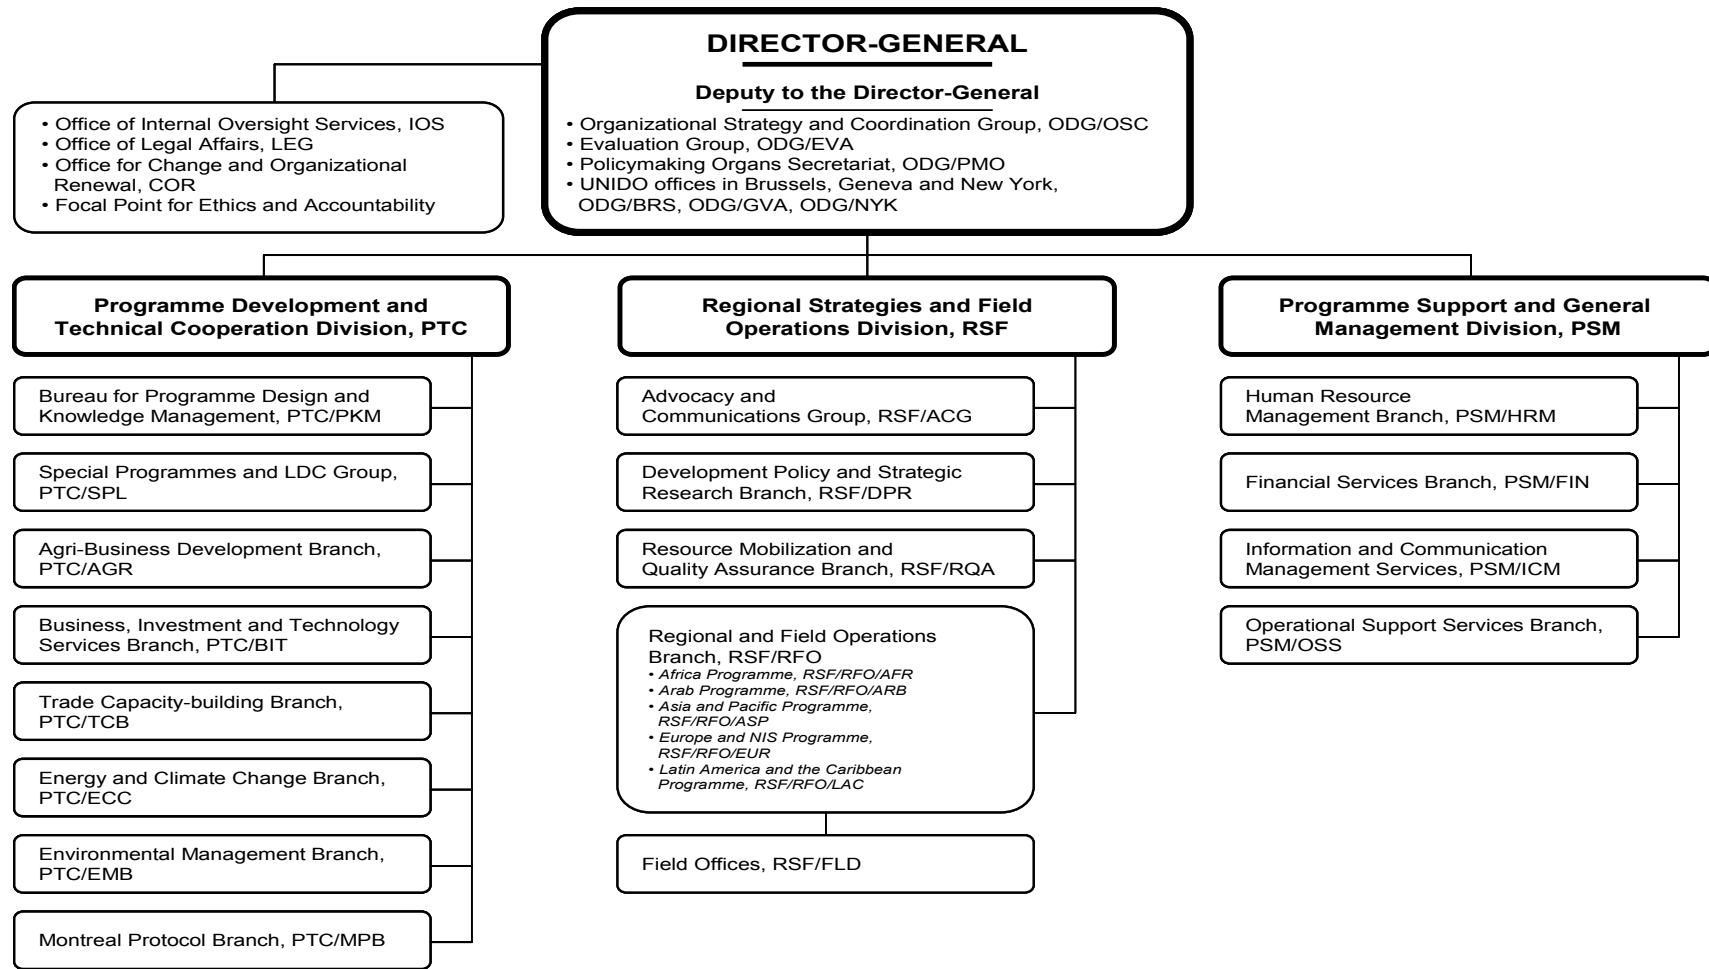 DIRECTOR-GENERAL
Deputy to the Director-General
• Organizational Strategy and Coordination Group, ODG/OSC
• Evaluation Group, ODG/EVA
• Policymaking Organs Secretariat, ODG/PMO
• UNIDO offices in Brussels, Geneva and New York,
ODG/BRS, ODG/GVA, ODG/NYK
• Office of Internal Oversight Services, IOS
• Office of Legal Affairs, LEG
• Office for Change and Organizational
Renewal, COR
• Focal Point for Ethics and Accountability
Programme Development and
Technical Cooperation Division, PTC
Bureau for Programme Design and
Knowledge Management, PTC/PKM
Special Programmes and LDC Group,
PTC/SPL
Agri-Business Development Branch,
PTC/AGR
Business, Investment and Technology
Services Branch, PTC/BIT
Trade Capacity-building Branch,
PTC/TCB
Energy and Climate Change Branch,
PTC/ECC
Environmental Management Branch,
PTC/EMB
Montreal Protocol Branch, PTC/MPB
Regional Strategies and Field
Operations Division, RSF
Advocacy and
Communications Group, RSF/ACG
Development Policy and Strategic
Research Branch, RSF/DPR
Resource Mobilization and
Quality Assurance Branch, RSF/RQA
Regional and Field Operations
Branch, RSF/RFO
• Africa Programme, RSF/RFO/AFR
• Arab Programme, RSF/RFO/ARB
• Asia and Pacific Programme,
RSF/RFO/ASP
• Europe and NIS Programme,
RSF/RFO/EUR
• Latin America and the Caribbean
Programme, RSF/RFO/LAC
Field Offices, RSF/FLD
Programme Support and General
Management Division, PSM
Human Resource
Management Branch, PSM/HRM
Financial Services Branch, PSM/FIN
Information and Communication
Management Services, PSM/ICM
Operational Support Services Branch,
PSM/OSS